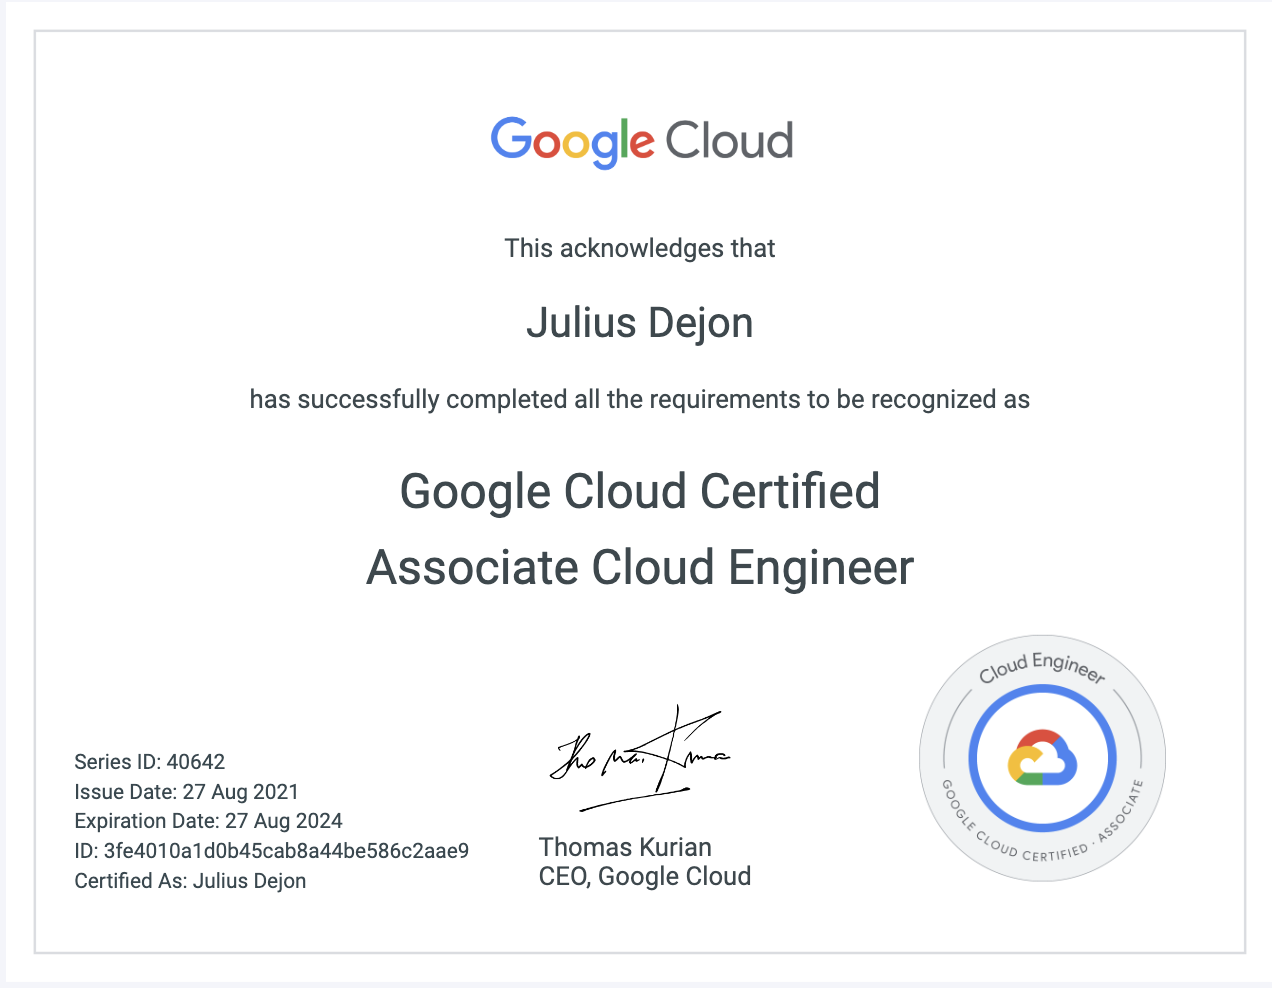 Google Cloud
This acknowledges that
Julius Dejon
has successfully completed all the requirements to be recognized as
Google Cloud Certified
Associate Cloud Engineer
Series ID: 40642
Issue Date: 27 Aug 2021
Expiration Date: 27 Aug 2024
ID: 3fe4010a1d0b45cab8a44be586c2aae9
Certified As: Julius Dejon
Thomas Kurian
CEO, Google Cloud
Cloud Engineer
GOOGLE CLOUD CERTIFIED · ASSOCIATE